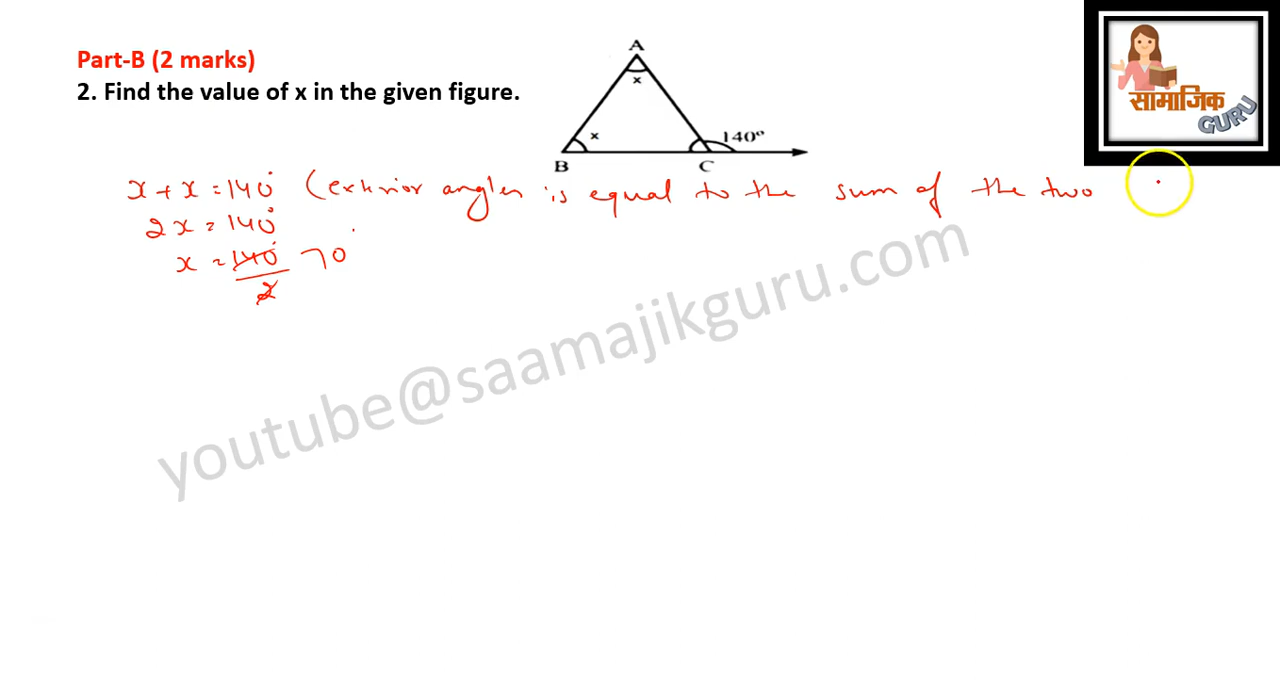 Part-B (2 marks)
2. Find the value of x in the given figure.
A
x
x
140°
B
C
सामाजिक
GURU
x + x = 140° (exterior angles is equal to the sum of the two
2x = 140°
x = 140° 70
2
youtube@saamajikguru.com